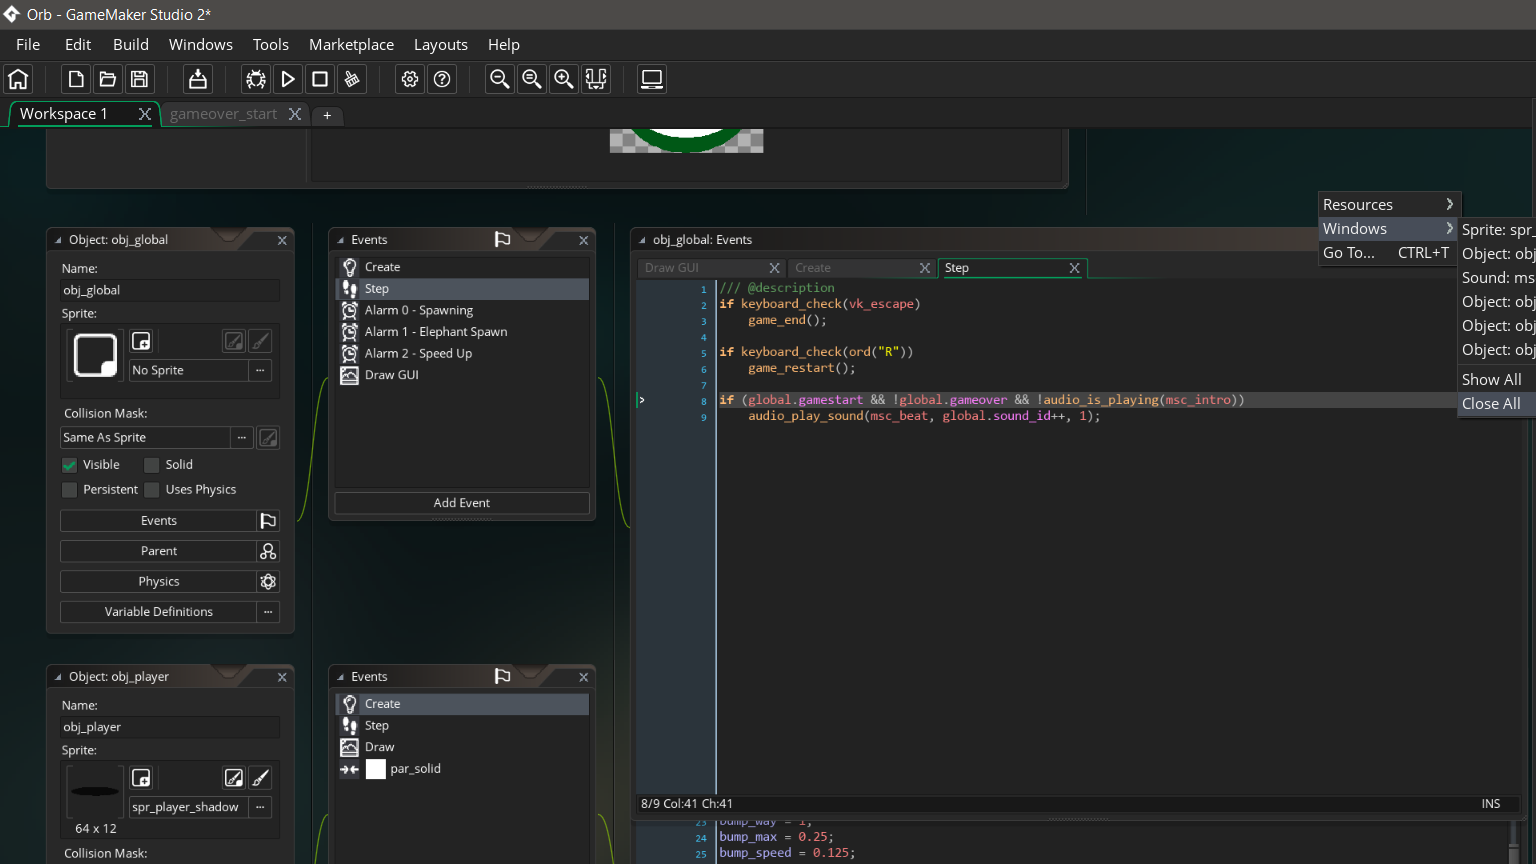 Orb - GameMaker Studio 2*
File Edit Build Windows Tools Marketplace Layouts Help
Workspace 1 X gameover_start X +
Resources >
Windows >
Go To... CTRL+T
Sprite: spr_
Object: obj
Sound: ms
Object: obj
Object: obj
Object: obj
Show All
Close All
Object: obj_global
Name:
obj_global
Sprite:
No Sprite ...
Collision Mask:
Same As Sprite ...
Visible Solid
Persistent Uses Physics
Events
Parent
Physics
Variable Definitions ...
Events
Create
Step
Alarm 0 - Spawning
Alarm 1 - Elephant Spawn
Alarm 2 - Speed Up
Draw GUI
Add Event
obj_global: Events
Draw GUI X Create X Step X
1 /// @description
2 if keyboard_check(vk_escape)
3 game_end();
4
5 if keyboard_check(ord("R"))
6 game_restart();
7
8 if (global.gamestart && !global.gameover && !audio_is_playing(msc_intro))
9 audio_play_sound(msc_beat, global.sound_id++, 1);
8/9 Col:41 Ch:41 INS
23 bump_way = 1;
24 bump_max = 0.25;
25 bump_speed = 0.125;
Object: obj_player
Name:
obj_player
Sprite:
spr_player_shadow ...
64 x 12
Collision Mask:
Events
Create
Step
Draw
par_solid